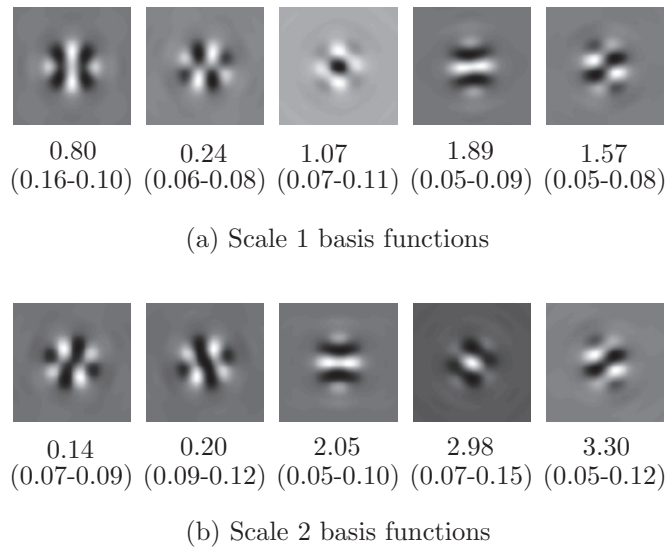 0.80 0.24 1.07 1.89 1.57
(0.16-0.10) (0.06-0.08) (0.07-0.11) (0.05-0.09) (0.05-0.08)
(a) Scale 1 basis functions
0.14 0.20 2.05 2.98 3.30
(0.07-0.09) (0.09-0.12) (0.05-0.10) (0.07-0.15) (0.05-0.12)
(b) Scale 2 basis functions